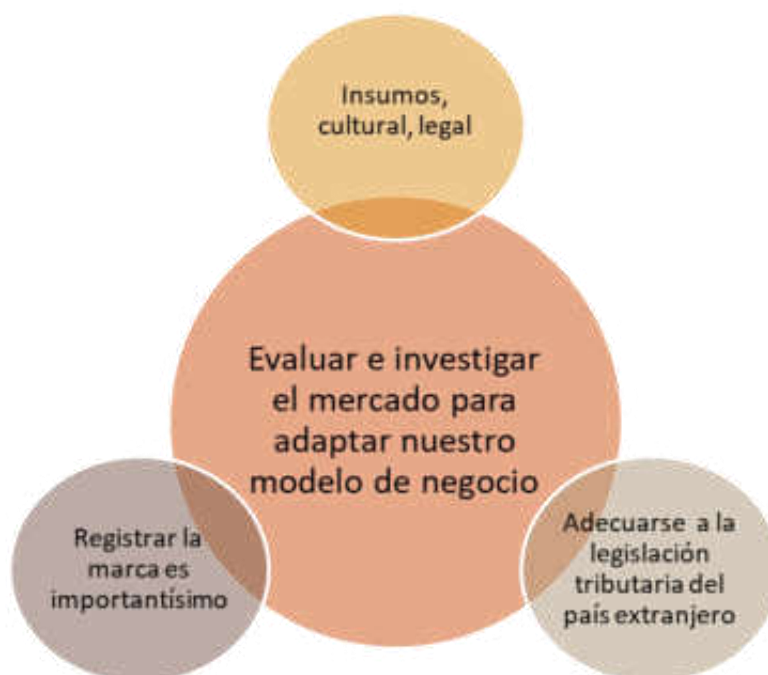 Insumos,
cultural, legal
Evaluar e investigar
el mercado para
adaptar nuestro
modelo de negocio
Registrar la
marca es
importantísimo
Adecuarse a la
legislación
tributaria del
país extranjero